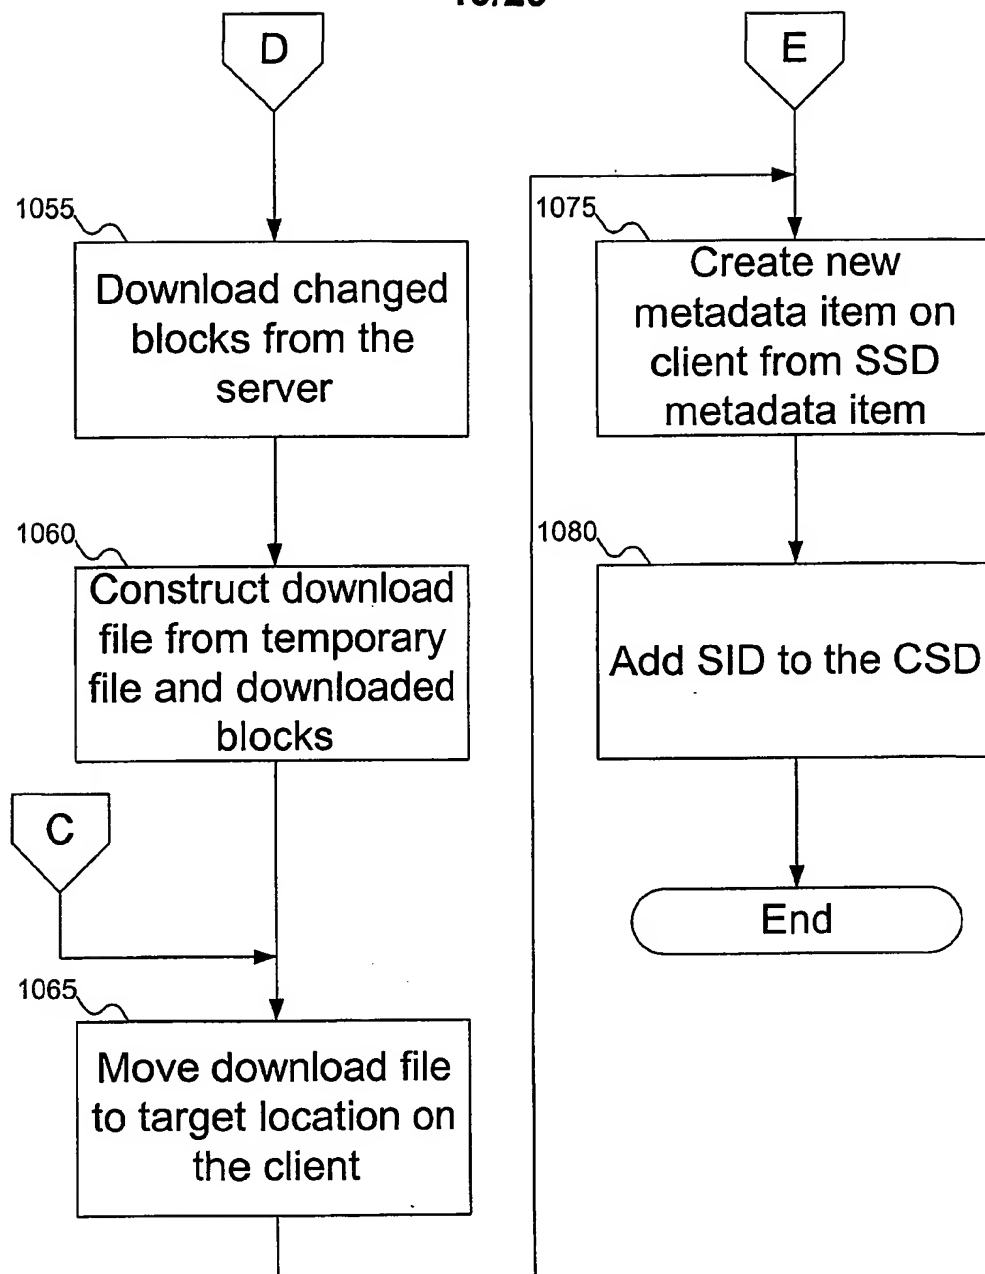 D
1055
Download changed
blocks from the
server
1060
Construct download
file from temporary
file and downloaded
blocks
C
1065
Move download file
to target location on
the client
E
1075
Create new
metadata item on
client from SSD
metadata item
1080
Add SID to the CSD
End